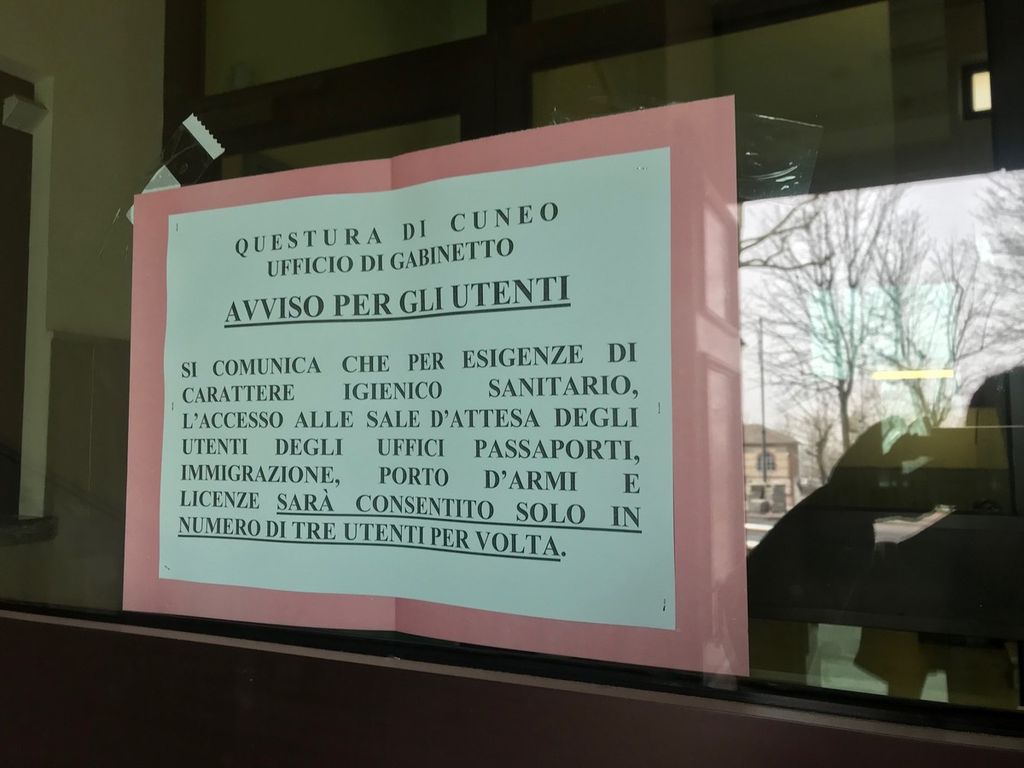 QUESTURA DI CUNEO
UFFICIO DI GABINETTO
AVVISO PER GLI UTENTI
SI COMUNICA CHE PER ESIGENZE DI
CARATTERE IGIENICO SANITARIO,
L'ACCESSO ALLE SALE D'ATTESA DEGLI
UTENTI DEGLI UFFICI PASSAPORTI,
IMMIGRAZIONE, PORTO D'ARMI E
LICENZE SARÀ CONSENTITO SOLO IN
NUMERO DI TRE UTENTI PER VOLTA.